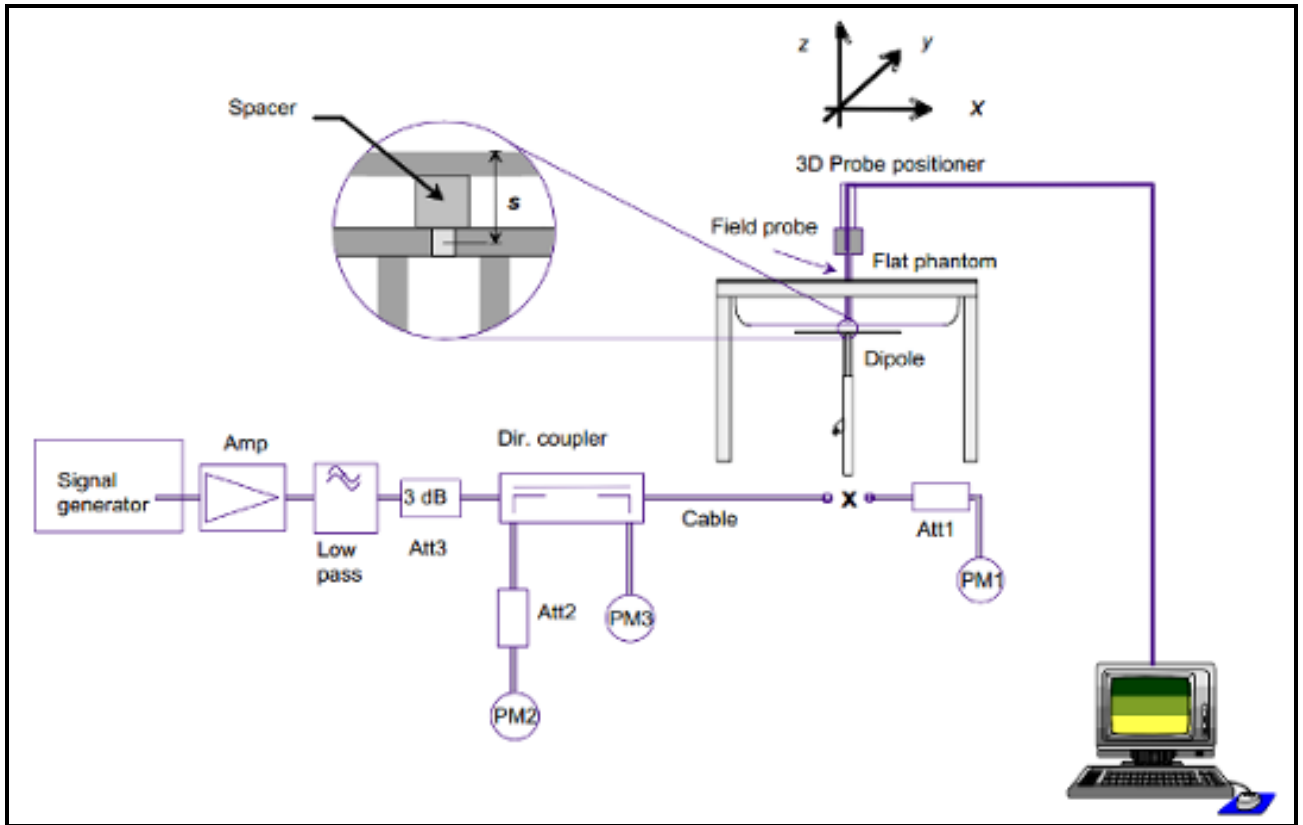 z
y
x
Spacer
s
3D Probe positioner
Field probe
Flat phantom
Dipole
Dir. coupler
Amp
Signal
generator
3 dB
Cable
X
Att1
Low
pass
Att3
PM1
Att2
PM3
PM2